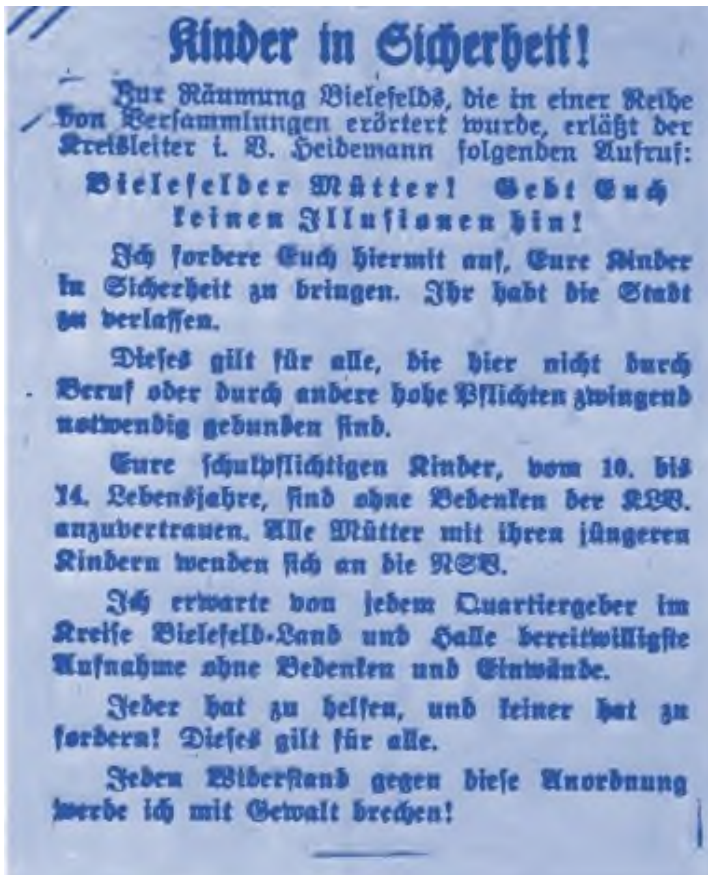 Kinder in Sicherheit!
Zur Räumung Bielefelds, die in einer Reihe
von Versammlungen erörtert wurde, erläßt der
Kreisleiter i. V. Heidemann folgenden Aufruf:
Bielefelder Mütter! Gebt Euch
keinen Illusionen hin!
Ich fordere Euch hiermit auf, Eure Kinder
in Sicherheit zu bringen. Ihr habt die Stadt
zu verlassen.
Dieses gilt für alle, die hier nicht durch
Beruf oder durch andere hohe Pflichten zwingend
notwendig gebunden sind.
Eure schulpflichtigen Kinder, vom 10. bis
14. Lebensjahre, sind ohne Bedenken der KLV.
anzuvertrauen. Alle Mütter mit ihren jüngeren
Kindern wenden sich an die NSV.
Ich erwarte von jedem Quartiergeber im
Kreise Bielefeld-Land und Halle bereitwilligste
Aufnahme ohne Bedenken und Einwände.
Jeder hat zu helfen, und keiner hat zu
fordern! Dieses gilt für alle.
Jeden Widerstand gegen diese Anordnung
werde ich mit Gewalt brechen!